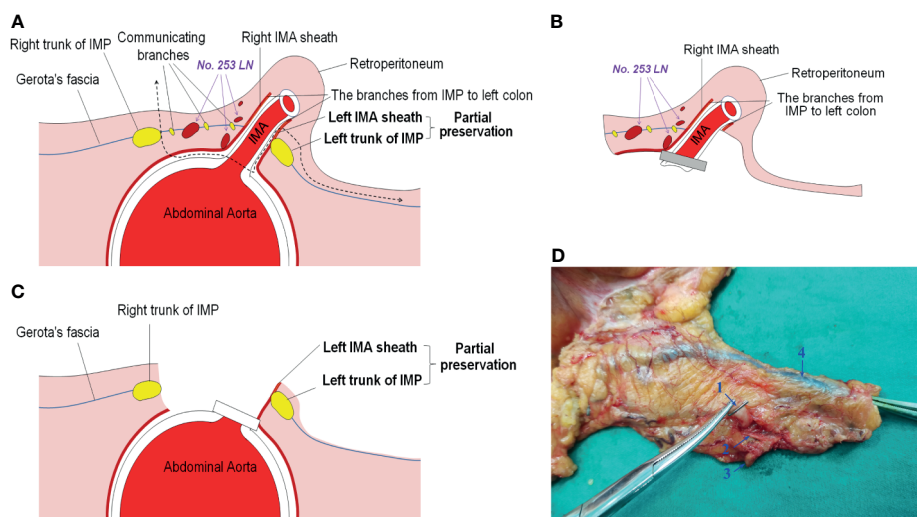 A
Communicating
branches
Right IMA sheath
Right trunk of IMP
No. 253 LN
Retroperitoneum
Gerota's fascia
The branches from IMP to left colon
Left IMA sheath
Partial
preservation
Left trunk of IMP
IMA
Abdominal Aorta
B
Right IMA sheath
No. 253 LN
Retroperitoneum
The branches from
IMP to left colon
IMA
C
Right trunk of IMP
Gerota's fascia
Left IMA sheath
Partial
preservation
Left trunk of IMP
Abdominal Aorta
D
4
1
2
3